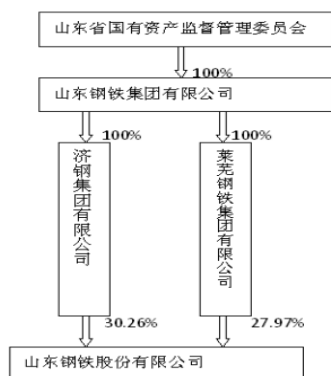 山东省国有资产监督管理委员会
100%
山东钢铁集团有限公司
100%
100%
济钢集团有限公司
莱芜钢铁集团有限公司
30.26%
27.97%
山东钢铁股份有限公司